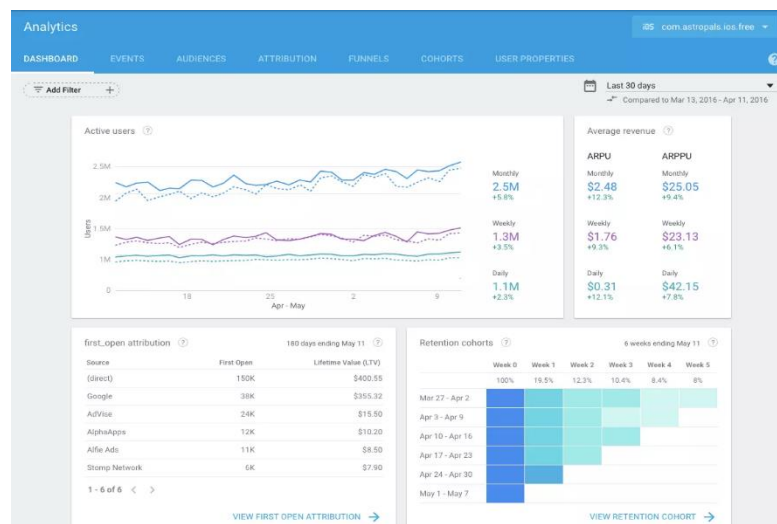 Analytics
iOS com.astropals.ios.free
DASHBOARD EVENTS AUDIENCES ATTRIBUTION FUNNELS COHORTS USER PROPERTIES
Add Filter +
Last 30 days
Compared to Mar 13, 2016 - Apr 11, 2016
Active users ?
2.5M
2M
1.5M
1M
0
Users
18 25 2 9
Apr - May
Monthly
2.5M
+5.8%
Weekly
1.3M
+3.5%
Daily
1.1M
+2.3%
Average revenue ?
ARPU ARPPU
Monthly Monthly
$2.48 $25.05
+12.3% +9.4%
Weekly Weekly
$1.76 $23.13
+9.3% +6.1%
Daily Daily
$0.31 $42.15
+12.1% +7.8%
first_open attribution ? 180 days ending May 11 ?
Source First Open Lifetime Value (LTV)
(direct) 150K $400.55
Google 38K $355.32
AdVise 24K $15.50
AlphaApps 12K $10.20
Alfie Ads 11K $8.50
Stomp Network 6K $7.90
1 - 6 of 6 < >
VIEW FIRST OPEN ATTRIBUTION →
Retention cohorts ? 6 weeks ending May 11 ?
Week 0 Week 1 Week 2 Week 3 Week 4 Week 5
100% 19.5% 12.3% 10.4% 8.4% 8%
Mar 27 - Apr 2
Apr 3 - Apr 9
Apr 10 - Apr 16
Apr 17 - Apr 23
Apr 24 - Apr 30
May 1 - May 7
VIEW RETENTION COHORT →